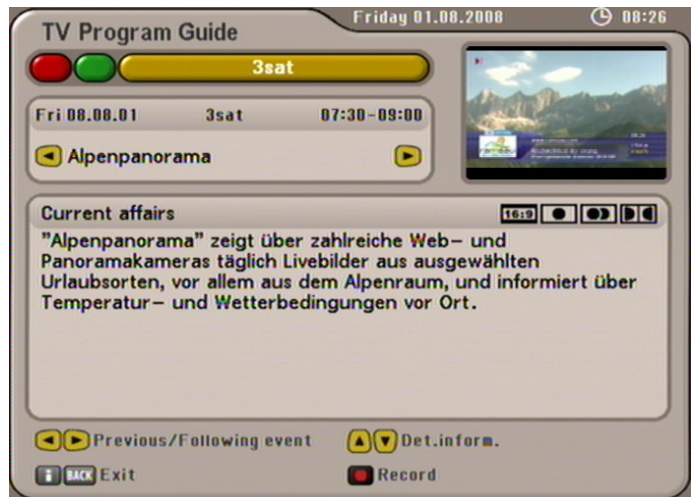 Friday 01.08.2008 08:26
TV Program Guide
3sat
Fri 08.08.01 3sat 07:30-09:00
Alpenpanorama
Current affairs 16:9
"Alpenpanorama" zeigt über zahlreiche Web- und
Panoramakameras täglich Livebilder aus ausgewählten
Urlaubsorten, vor allem aus dem Alpenraum, und informiert über
Temperatur- und Wetterbedingungen vor Ort.
Previous/Following event Det.inform.
i BACK Exit Record